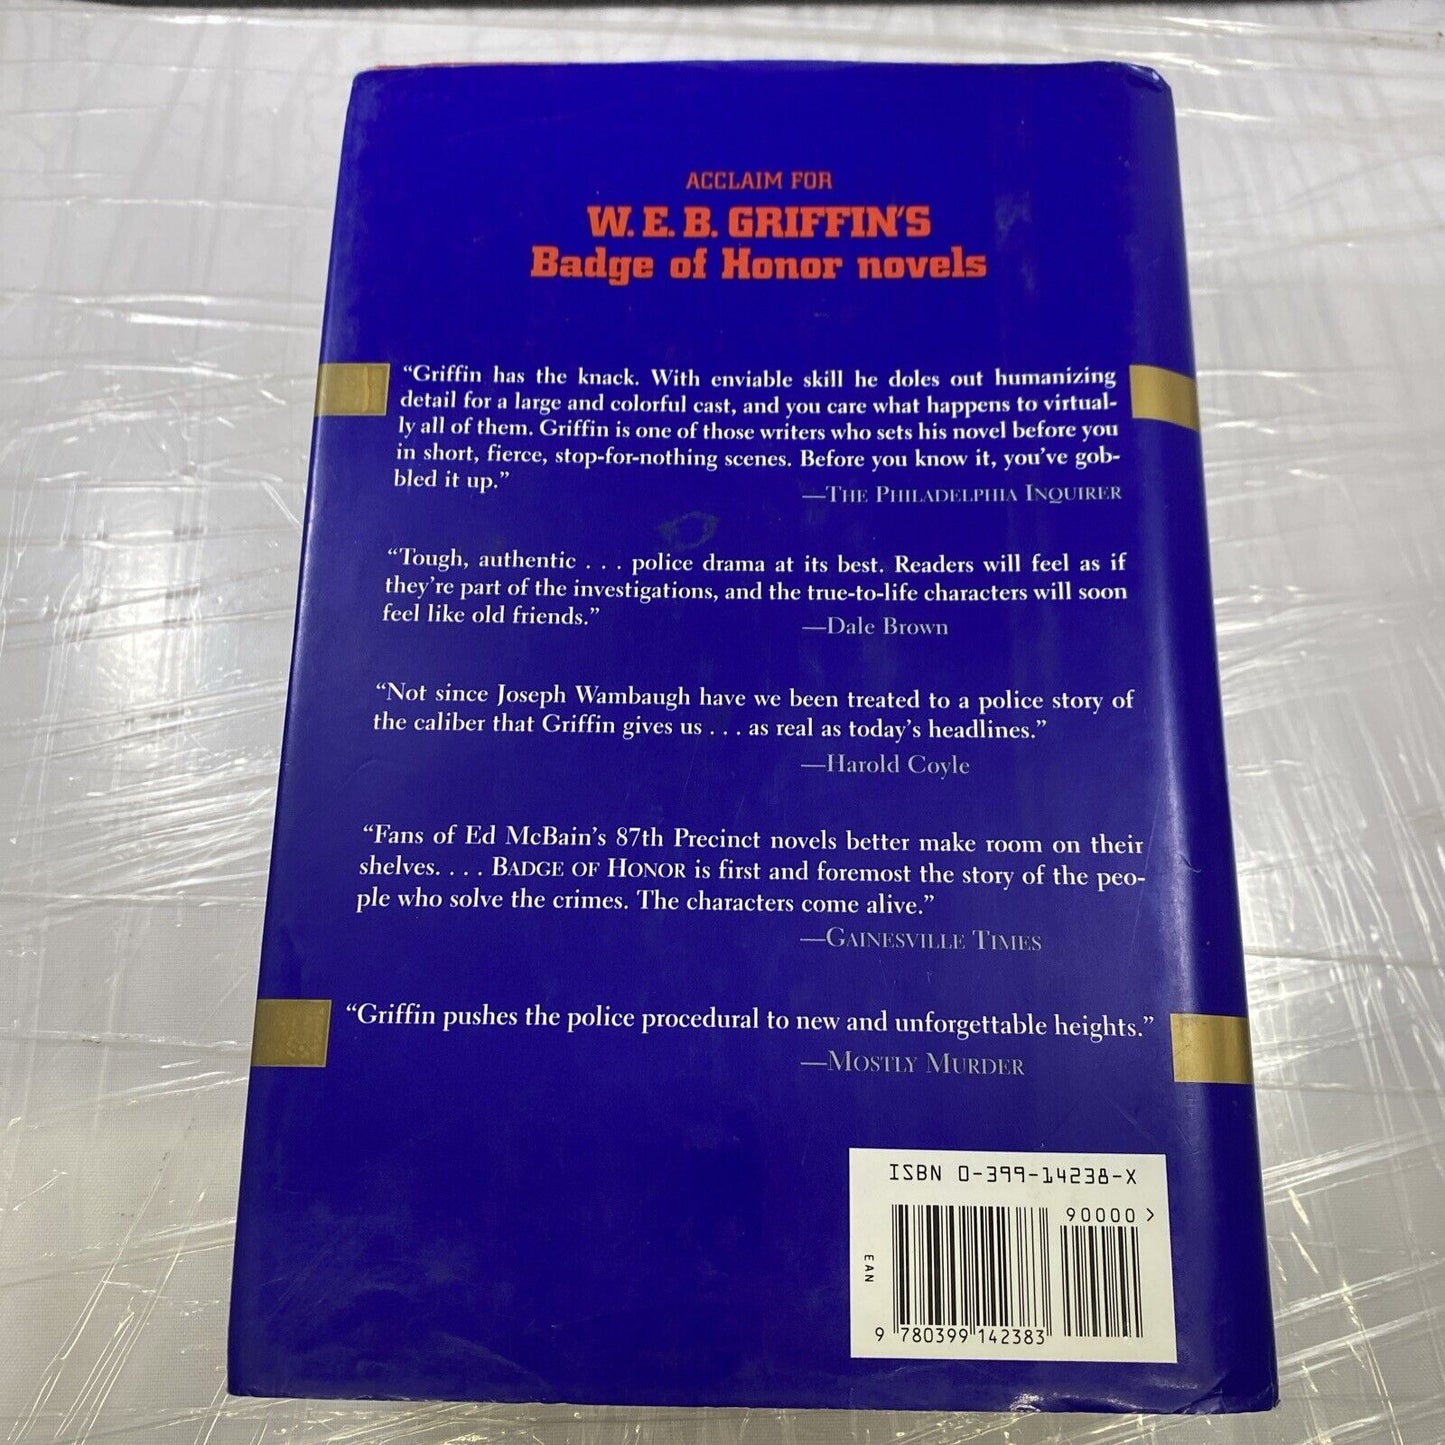 ACCLAIM FOR
W. E. B. GRIFFIN'S
Badge of Honor novels
“Griffin has the knack. With enviable skill he doles out humanizing
detail for a large and colorful cast, and you care what happens to virtual-
ly all of them. Griffin is one of those writers who sets his novel before you
in short, fierce, stop-for-nothing scenes. Before you know it, you’ve gob-
bled it up.”
—THE PHILADELPHIA INQUIRER
“Tough, authentic . . . police drama at its best. Readers will feel as if
they’re part of the investigations, and the true-to-life characters will soon
feel like old friends.”
—Dale Brown
“Not since Joseph Wambaugh have we been treated to a police story of
the caliber that Griffin gives us . . . as real as today’s headlines.”
—Harold Coyle
“Fans of Ed McBain’s 87th Precinct novels better make room on their
shelves. . . . BADGE OF HONOR is first and foremost the story of the peo-
ple who solve the crimes. The characters come alive.”
—GAINESVILLE TIMES
“Griffin pushes the police procedural to new and unforgettable heights.”
—MOSTLY MURDER
ISBN 0-399-14238-X
90000>
EAN
9 780399 142383